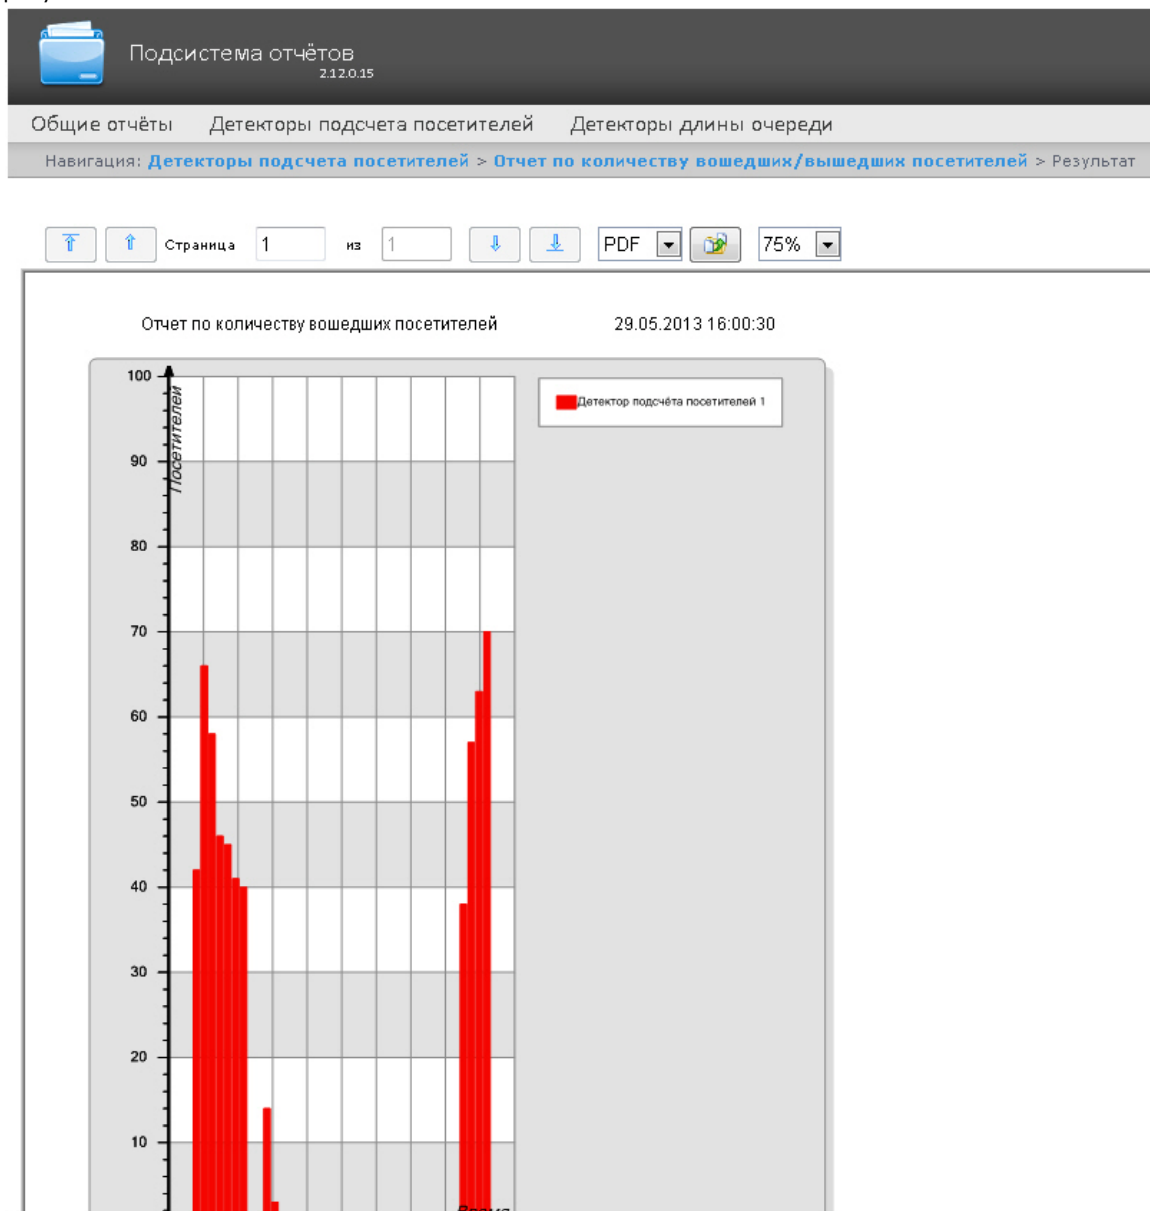 Подсистема отчётов
2.12.0.15
Общие отчёты Детекторы подсчета посетителей Детекторы длины очереди
Навигация: Детекторы подсчета посетителей > Отчет по количеству вошедших/вышедших посетителей > Результат
Страница 1 из 1 PDF 75%
Отчет по количеству вошедших посетителей 29.05.2013 16:00:30
100
Посетителей
Детектор подсчёта посетителей 1
90
80
70
60
50
40
30
20
10
Время